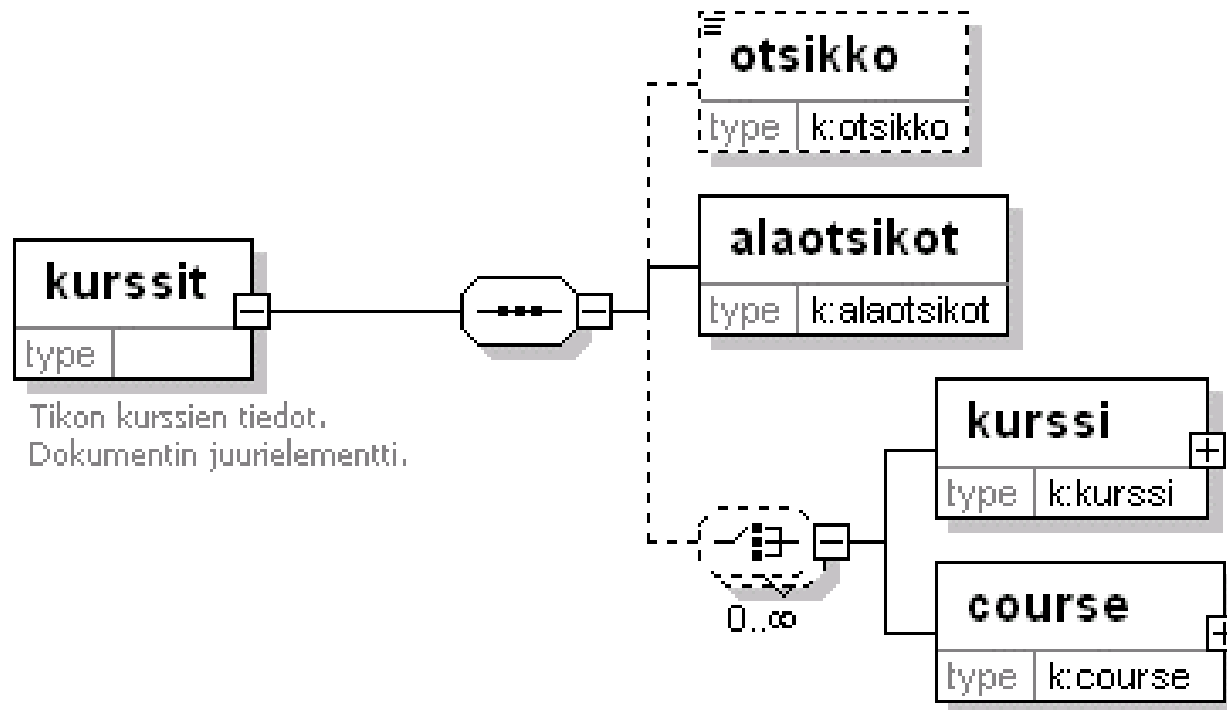 otsikko
type k:otsikko
alaotsikot
type k:alaotsikot
kurssit
type
Tikon kurssien tiedot.
Dokumentin juurielementti.
kurssi
type k:kurssi
0..∞
course
type k:course